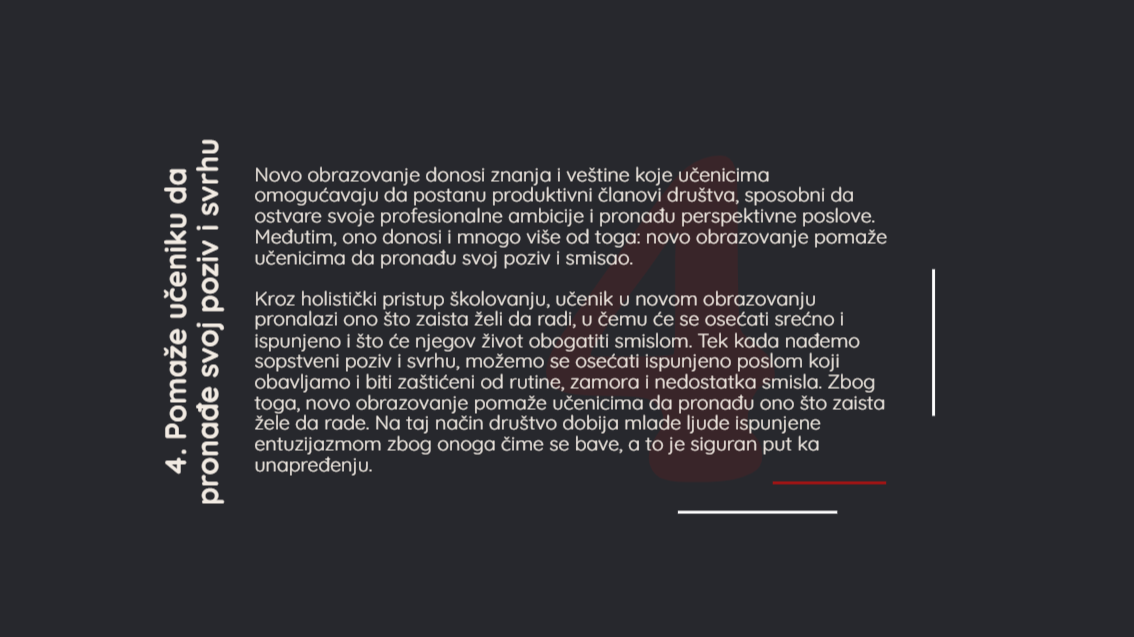 4. Pomaže učeniku da
pronađe svoj poziv i svrhu
Novo obrazovanje donosi znanja i veštine koje učenicima
omogućavaju da postanu produktivni članovi društva, sposobni da
ostvare svoje profesionalne ambicije i pronađu perspektivne poslove.
Međutim, ono donosi i mnogo više od toga: novo obrazovanje pomaže
učenicima da pronađu svoj poziv i smisao.
Kroz holistički pristup školovanju, učenik u novom obrazovanju
pronalazi ono što zaista želi da radi, u čemu će se osećati srećno i
ispunjeno i što će njegov život obogatiti smislom. Tek kada nađemo
sopstveni poziv i svrhu, možemo se osećati ispunjeno poslom koji
obavljamo i biti zaštićeni od rutine, zamora i nedostatka smisla. Zbog
toga, novo obrazovanje pomaže učenicima da pronađu ono što zaista
žele da rade. Na taj način društvo dobija mlade ljude ispunjene
entuzijazmom zbog onoga čime se bave, a to je siguran put ka
unapređenju.
4